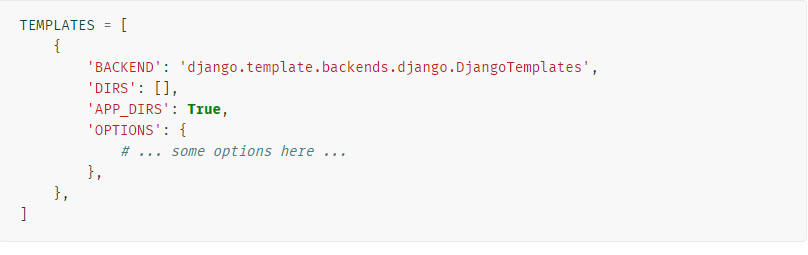 TEMPLATES = [
    {
        'BACKEND': 'django.template.backends.django.DjangoTemplates',
        'DIRS': [],
        'APP_DIRS': True,
        'OPTIONS': {
            # ... some options here ...
        },
    },
]